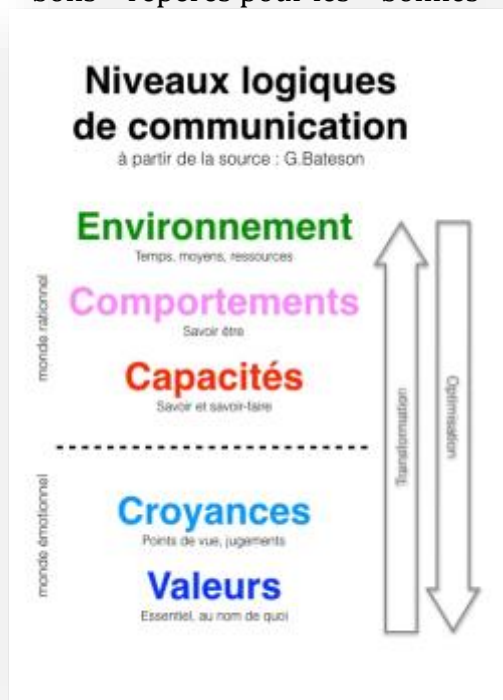 Niveaux logiques
de communication
à partir de la source : G.Bateson
Environnement
Temps, moyens, ressources
Comportements
Savoir être
monde rationnel
Capacités
Savoir et savoir-faire
Transformation
Optimisation
monde émotionnel
Croyances
Points de vue, jugements
Valeurs
Essentiel, au nom de quoi